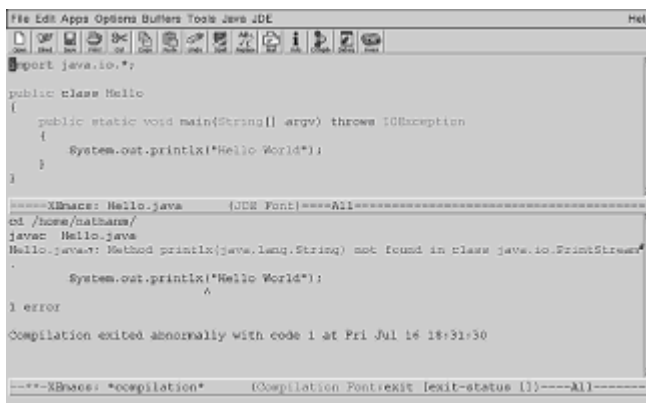 File Edit Apps Options Buffers Tools Java JDE Hel
import java.io.*;
public class Hello
{
public static void main(String[] argv) throws IOException
{
System.out.printlx("Hello World");
}
}
-----XEmacs: Hello.java (JDE Font)----All----
cd /home/nathanm/
javac Hello.java
Hello.java:7: Method printlx(java.lang.String) not found in class java.io.PrintStream
.
System.out.printlx("Hello World");
^
1 error
Compilation exited abnormally with code 1 at Fri Jul 16 18:31:30
--**-XEmacs: *compilation* (Compilation Font:exit [exit-status 1])----All----